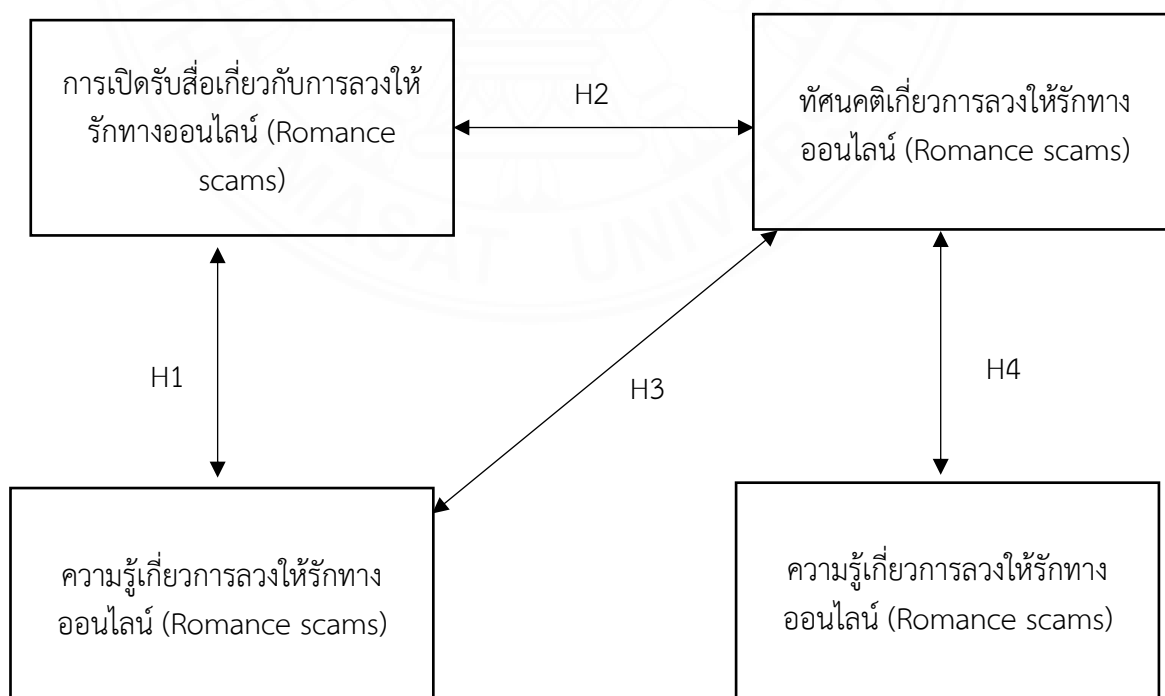 การเปิดรับสื่อเกี่ยวกับการลวงให้
รักทางออนไลน์ (Romance
scams)
H2
ทัศนคติเกี่ยวการลวงให้รักทาง
ออนไลน์ (Romance scams)
H1
H3
H4
ความรู้เกี่ยวการลวงให้รักทาง
ออนไลน์ (Romance scams)
ความรู้เกี่ยวการลวงให้รักทาง
ออนไลน์ (Romance scams)
MASAT UNIVERSIT